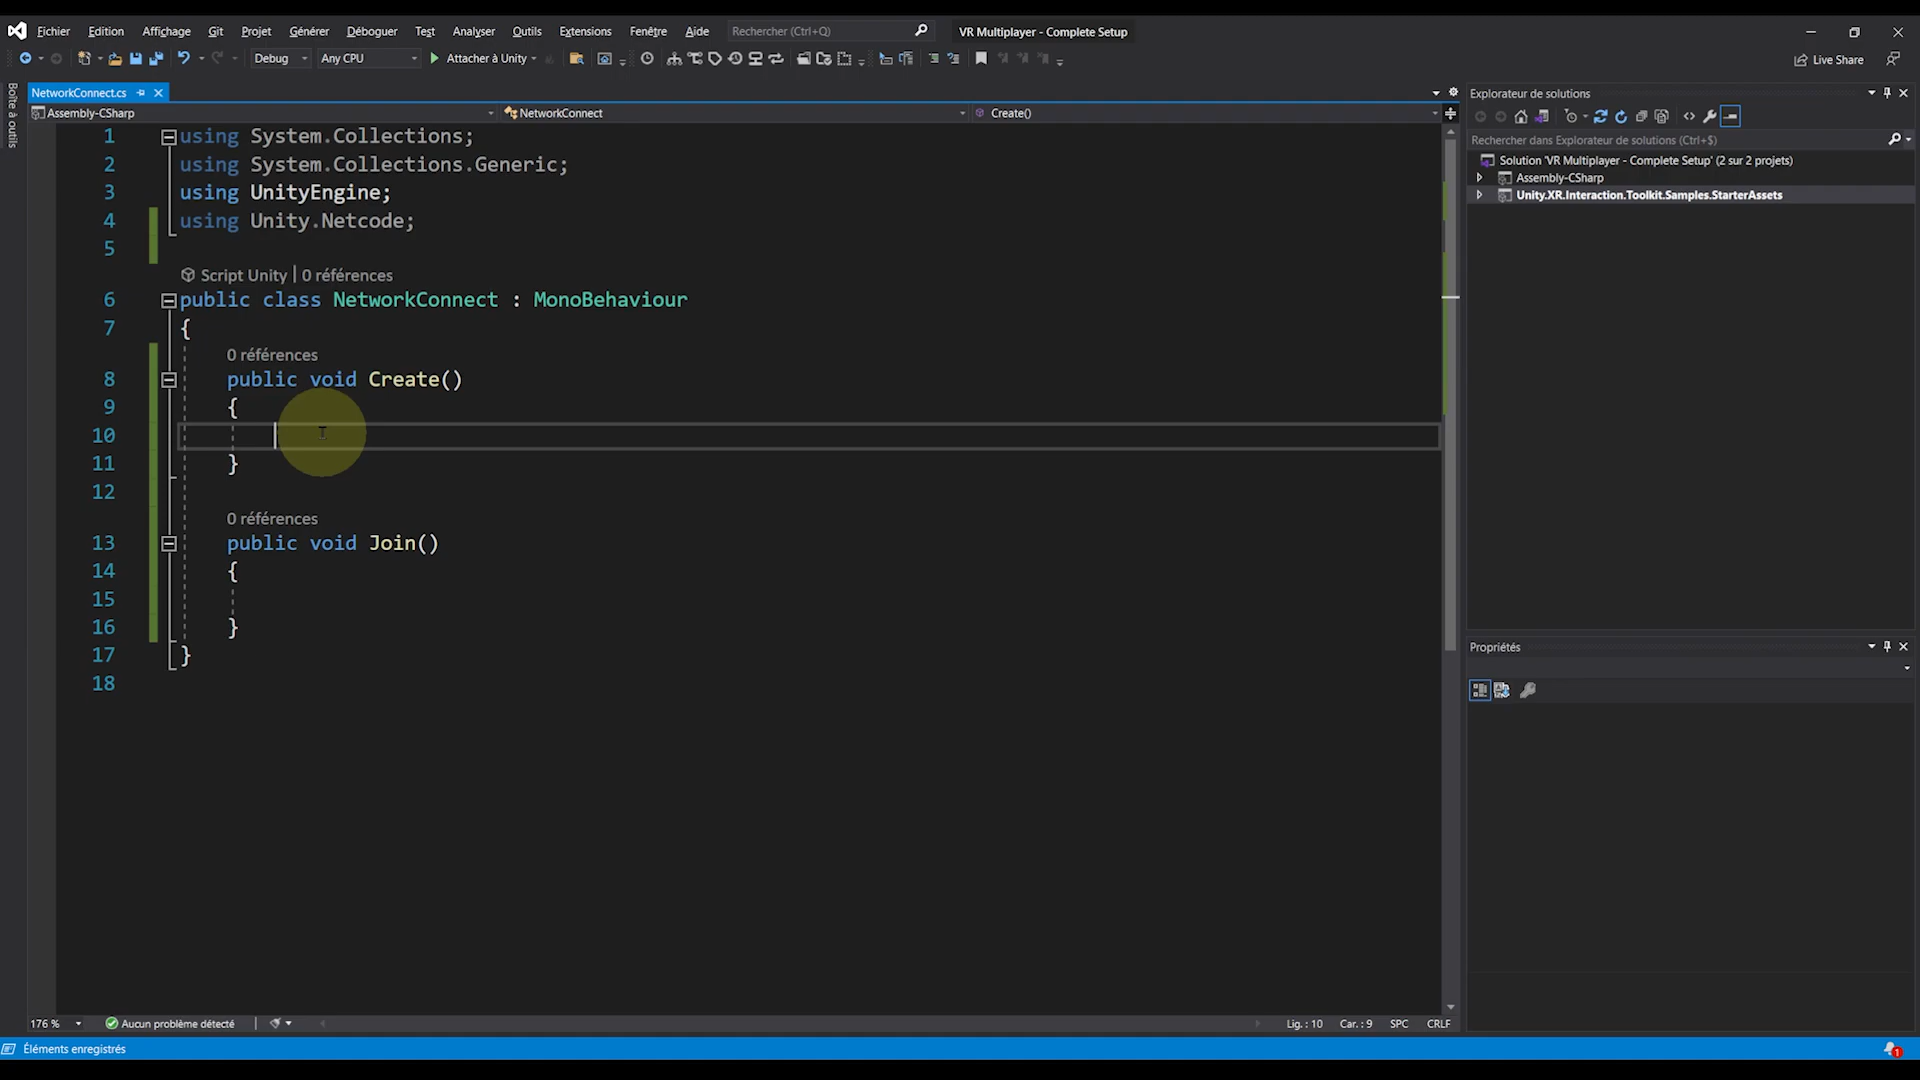 Fichier Edition Affichage Git Projet Générer Déboguer Test Analyser Outils Extensions Fenêtre Aide Rechercher (Ctrl+Q) VR Multiplayer - Complete Setup
Debug Any CPU Attacher à Unity Live Share
Boîte à outils
NetworkConnect.cs
Assembly-CSharp NetworkConnect Create()
1 using System.Collections;
2 using System.Collections.Generic;
3 using UnityEngine;
4 using Unity.Netcode;
5
Script Unity | 0 références
6 public class NetworkConnect : MonoBehaviour
7 {
0 références
8 public void Create()
9 {
10
11 }
12
0 références
13 public void Join()
14 {
15
16 }
17 }
18
Explorateur de solutions
Rechercher dans Explorateur de solutions (Ctrl+$)
Solution 'VR Multiplayer - Complete Setup' (2 sur 2 projets)
Assembly-CSharp
Unity.XR.Interaction.Toolkit.Samples.StarterAssets
Propriétés
176 % Aucun problème détecté Lig. : 10 Car. : 9 SPC CRLF
Éléments enregistrés 1